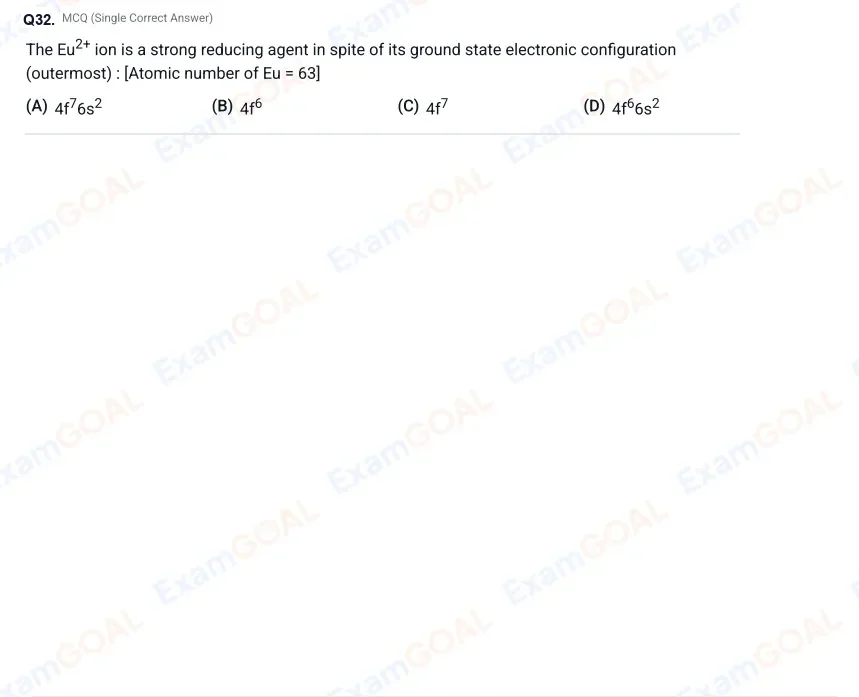 Q32. MCQ (Single Correct Answer)
The Eu²⁺ ion is a strong reducing agent in spite of its ground state electronic configuration
(outermost) : [Atomic number of Eu = 63]
(A) 4f⁷6s² (B) 4f⁶ (C) 4f⁷ (D) 4f⁶6s²
ExamGOAL